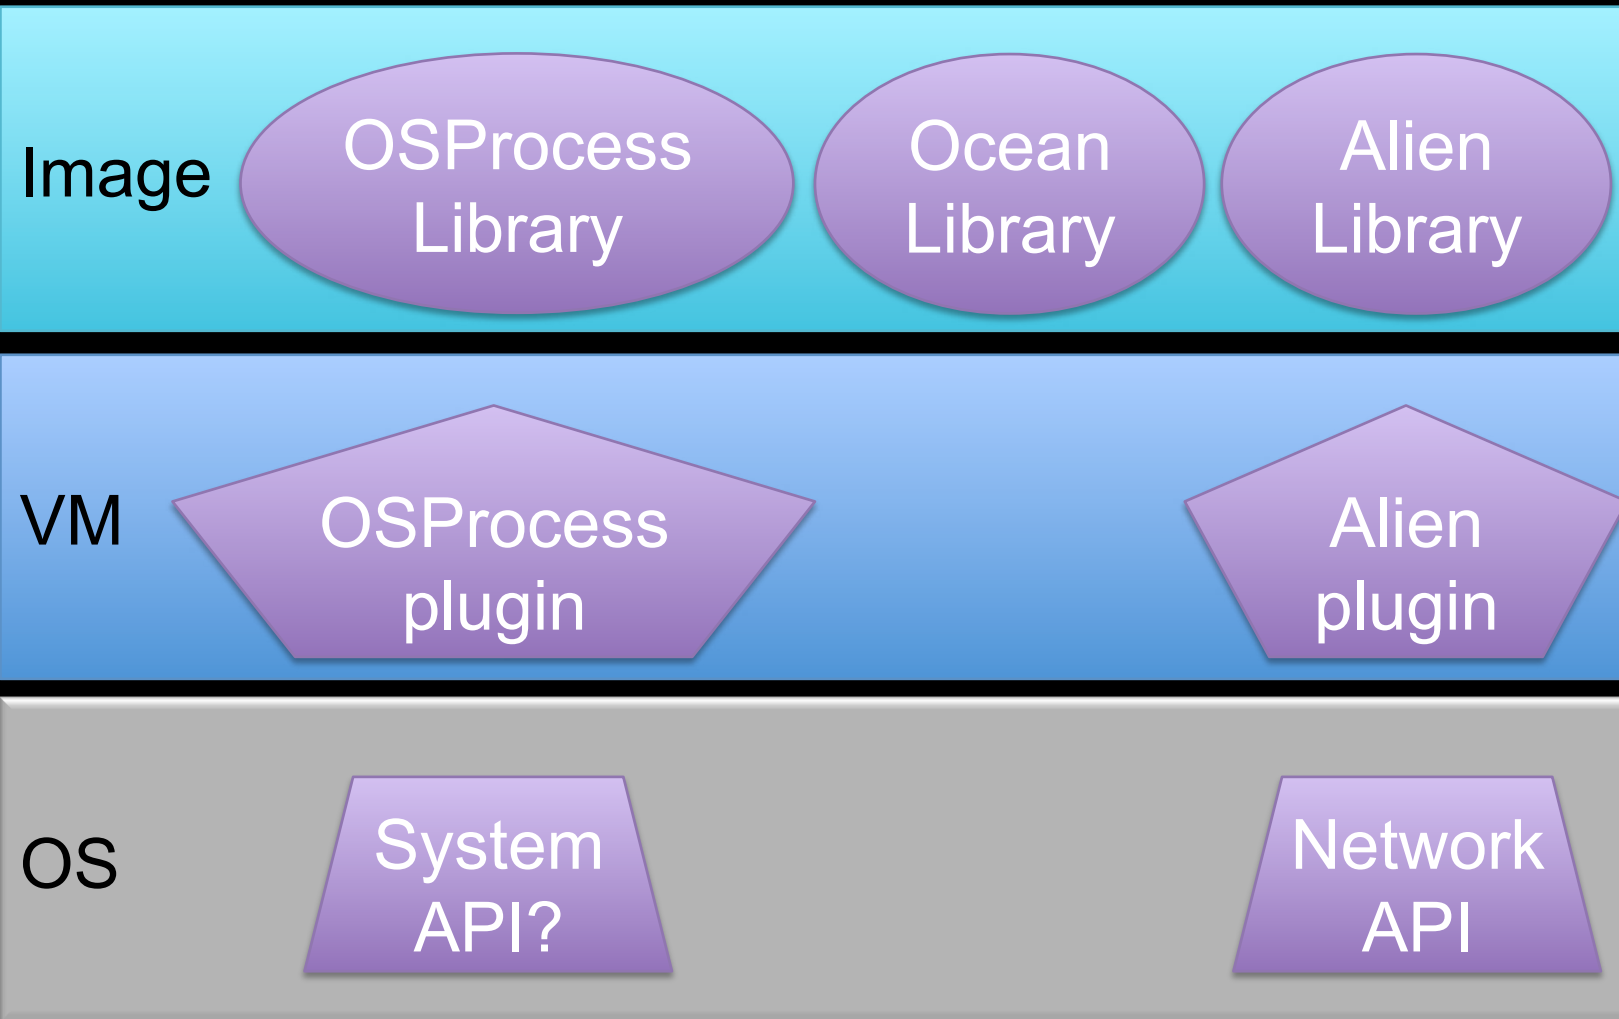 Image
OSProcess
Library
Ocean
Library
Alien
Library
VM
OSProcess
plugin
Alien
plugin
OS
System
API?
Network
API